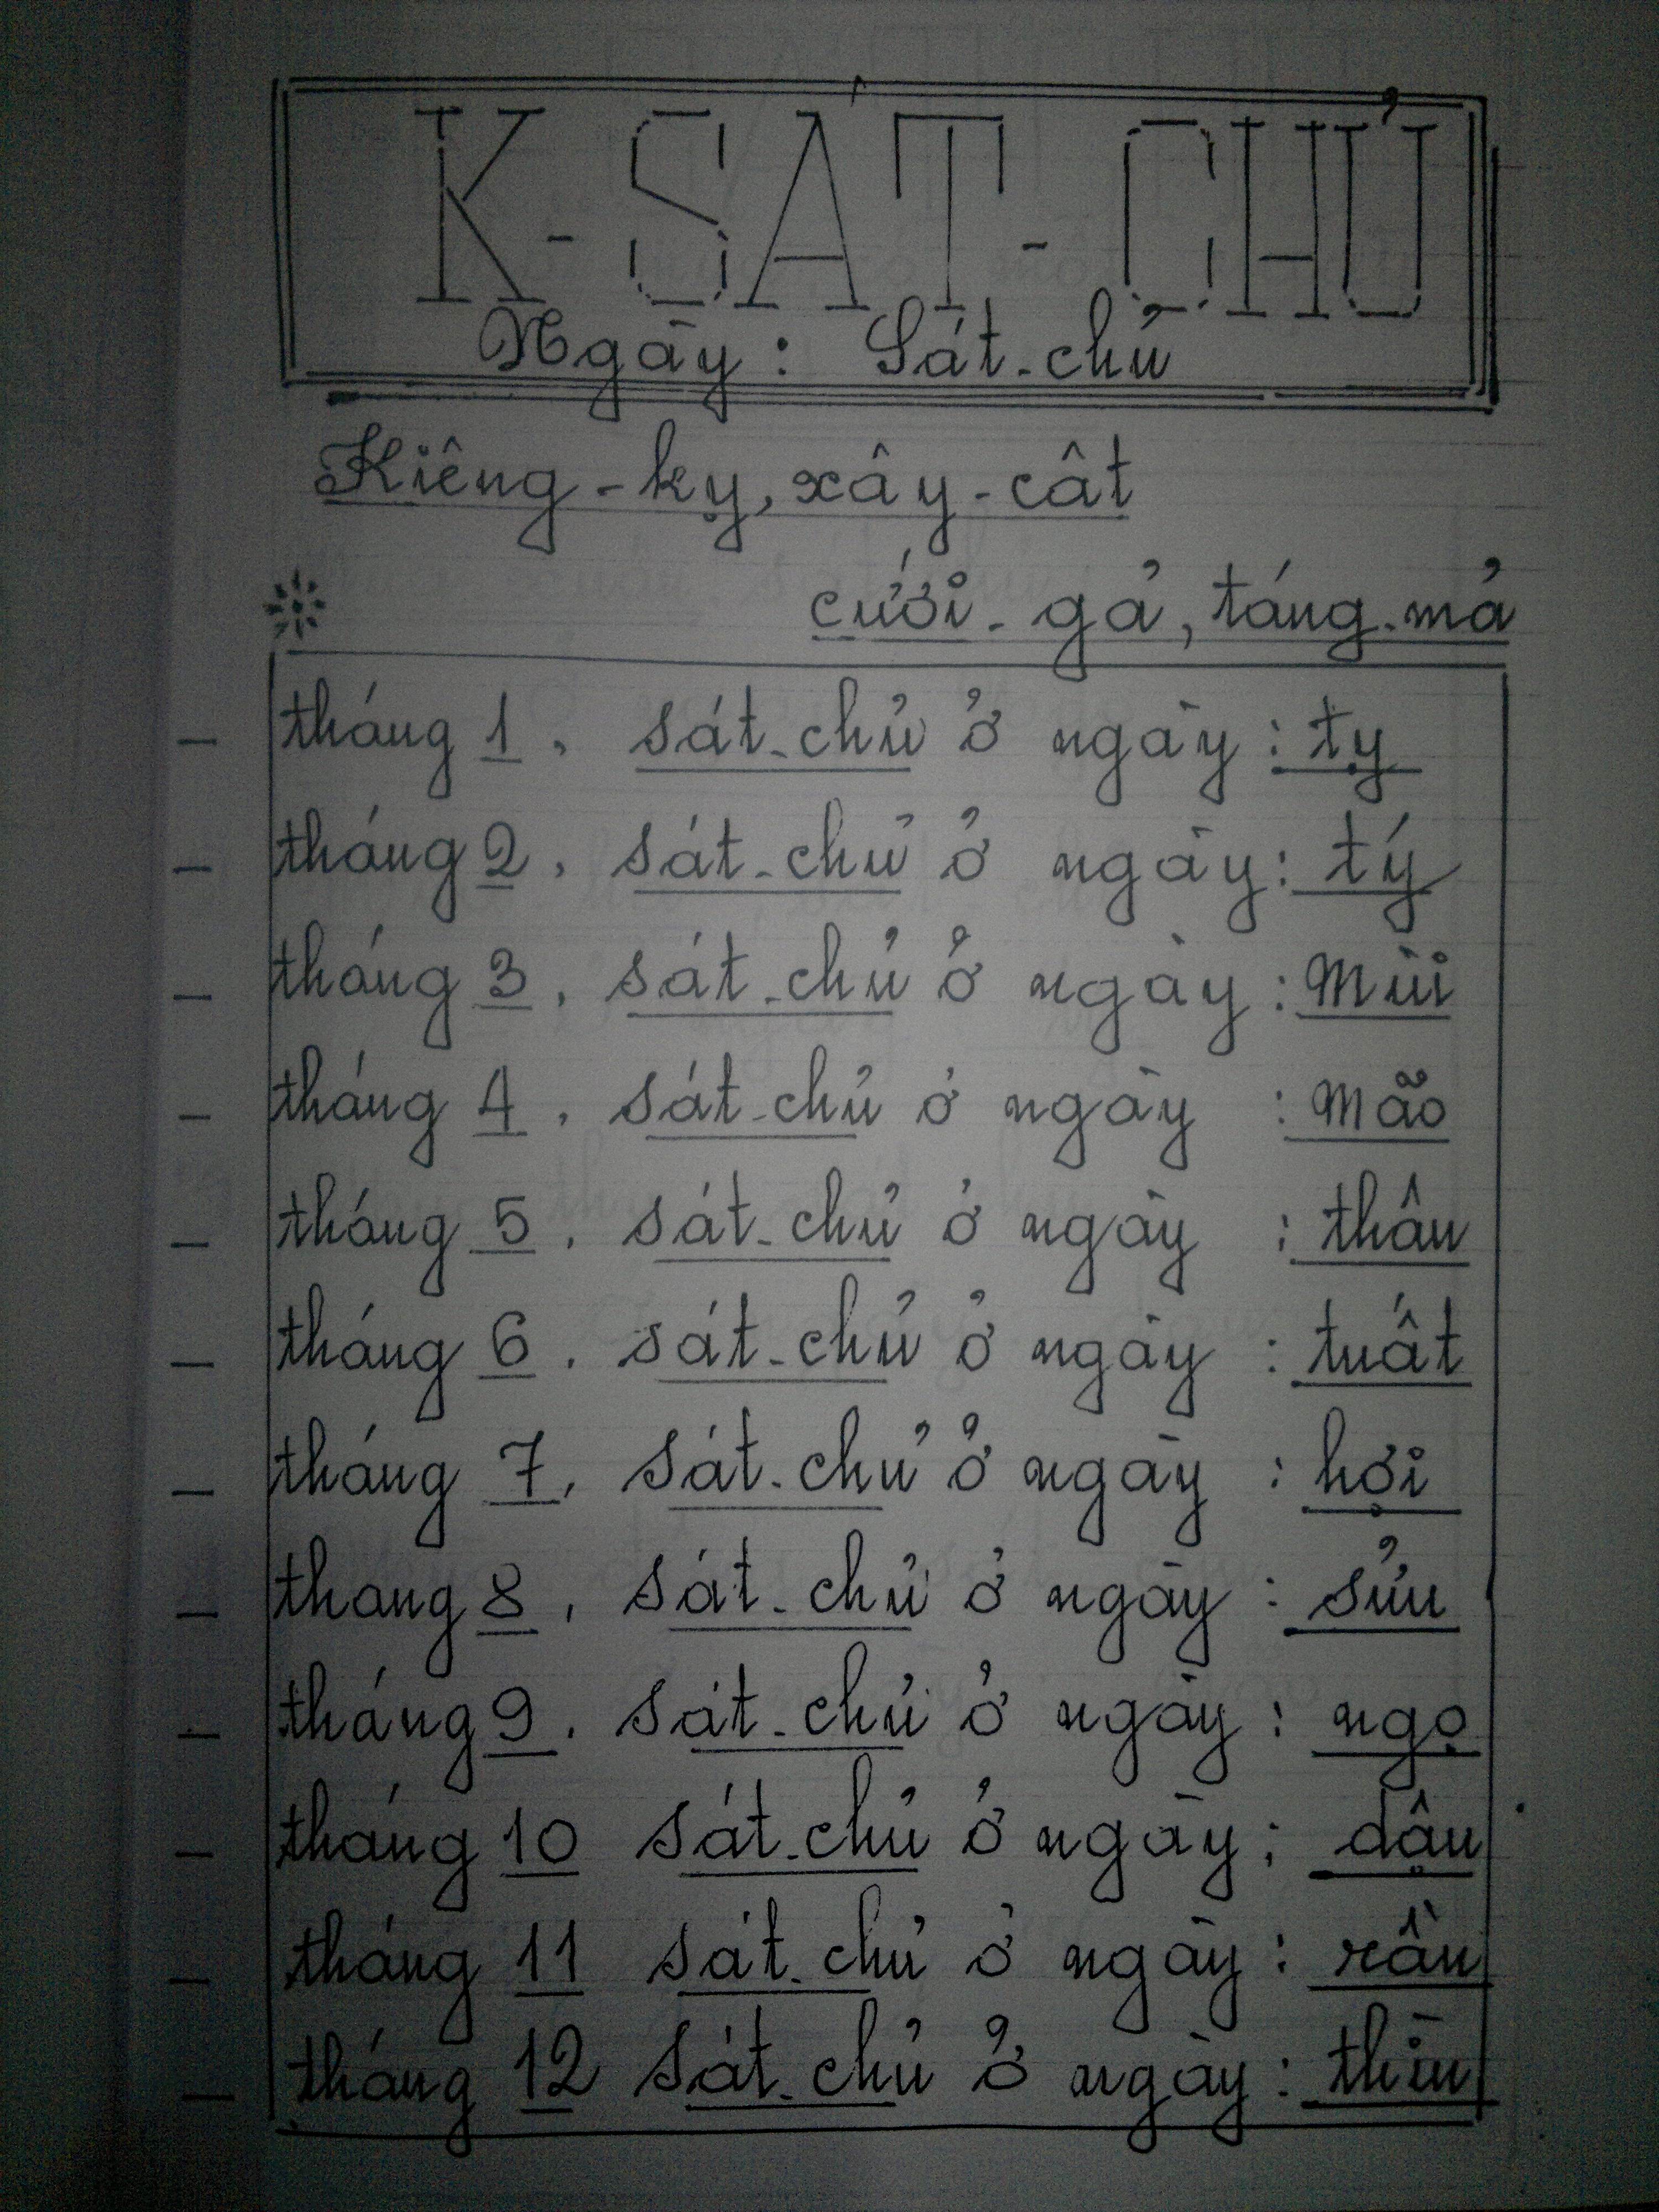 K - SÁT - CHỦ
Ngày : Sát-chủ
Kiêng-kỵ, xây-cât
cưới-gả, táng-mả
— tháng 1, sát-chủ ở ngày : tỵ
— tháng 2, sát-chủ ở ngày : tý
— tháng 3, sát-chủ ở ngày : Mùi
— tháng 4, sát-chủ ở ngày : Mão
— tháng 5, sát-chủ ở ngày : thân
— tháng 6, sát-chủ ở ngày : tuất
— tháng 7, sát-chủ ở ngày : hợi
— thang 8, sát-chủ ở ngày : sửu
— tháng 9, sát-chủ ở ngày : ngọ
— tháng 10 sát-chủ ở ngày : dậu
— tháng 11 sát-chủ ở ngày : rần
— tháng 12 sát-chủ ở ngày : thìn